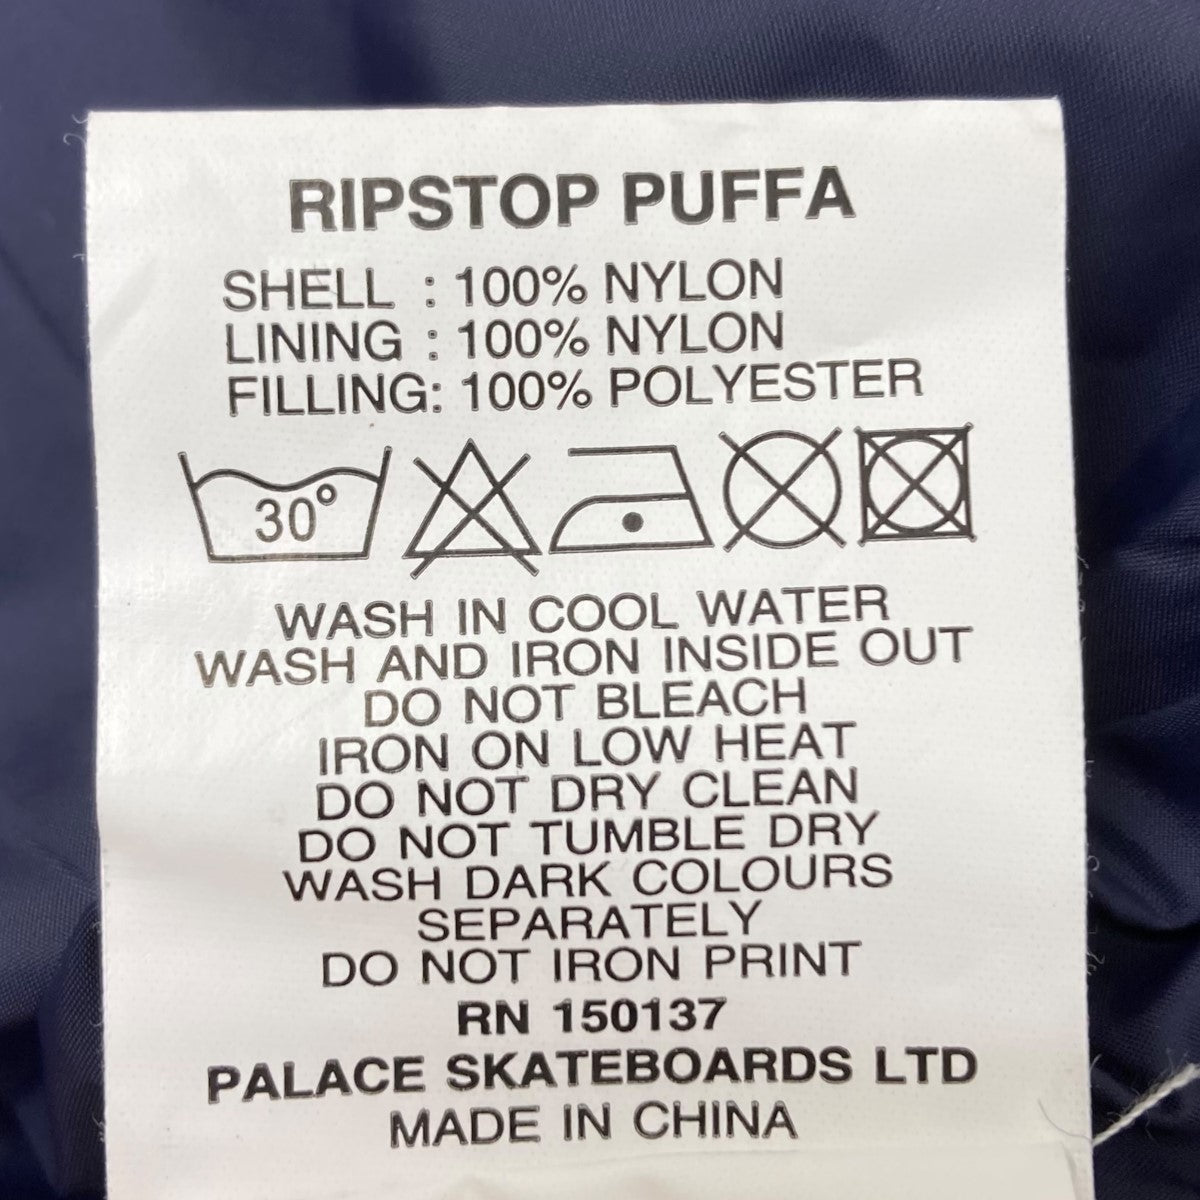 RIPSTOP PUFFA
SHELL : 100% NYLON
LINING : 100% NYLON
FILLING: 100% POLYESTER
30°
WASH IN COOL WATER
WASH AND IRON INSIDE OUT
DO NOT BLEACH
IRON ON LOW HEAT
DO NOT DRY CLEAN
DO NOT TUMBLE DRY
WASH DARK COLOURS
SEPARATELY
DO NOT IRON PRINT
RN 150137
PALACE SKATEBOARDS LTD
MADE IN CHINA